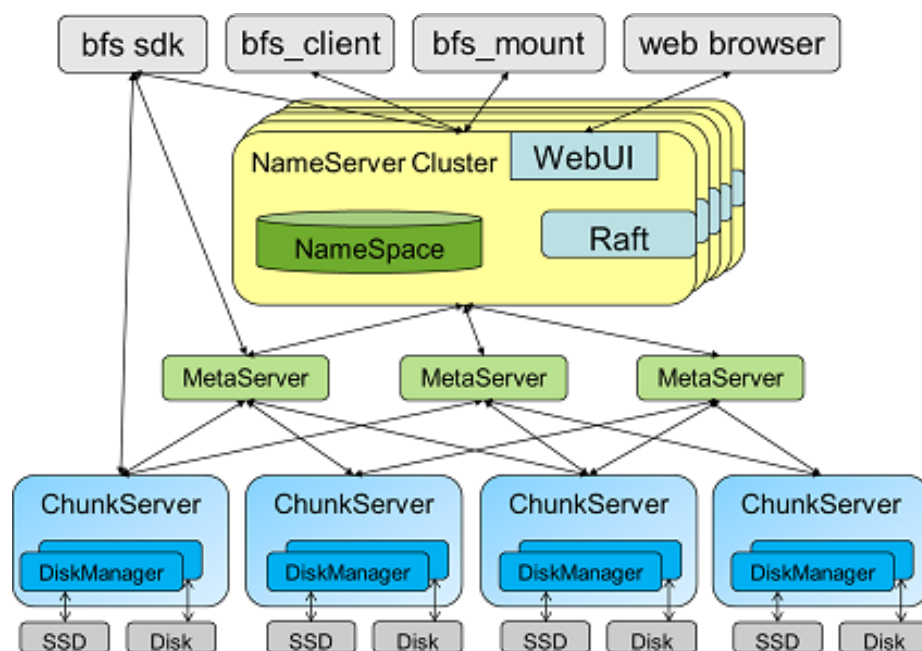 bfs sdk
bfs_client
bfs_mount
web browser
NameServer Cluster
WebUI
NameSpace
Raft
MetaServer
MetaServer
MetaServer
ChunkServer
ChunkServer
ChunkServer
ChunkServer
DiskManager
DiskManager
DiskManager
DiskManager
SSD
Disk
SSD
Disk
SSD
Disk
SSD
Disk